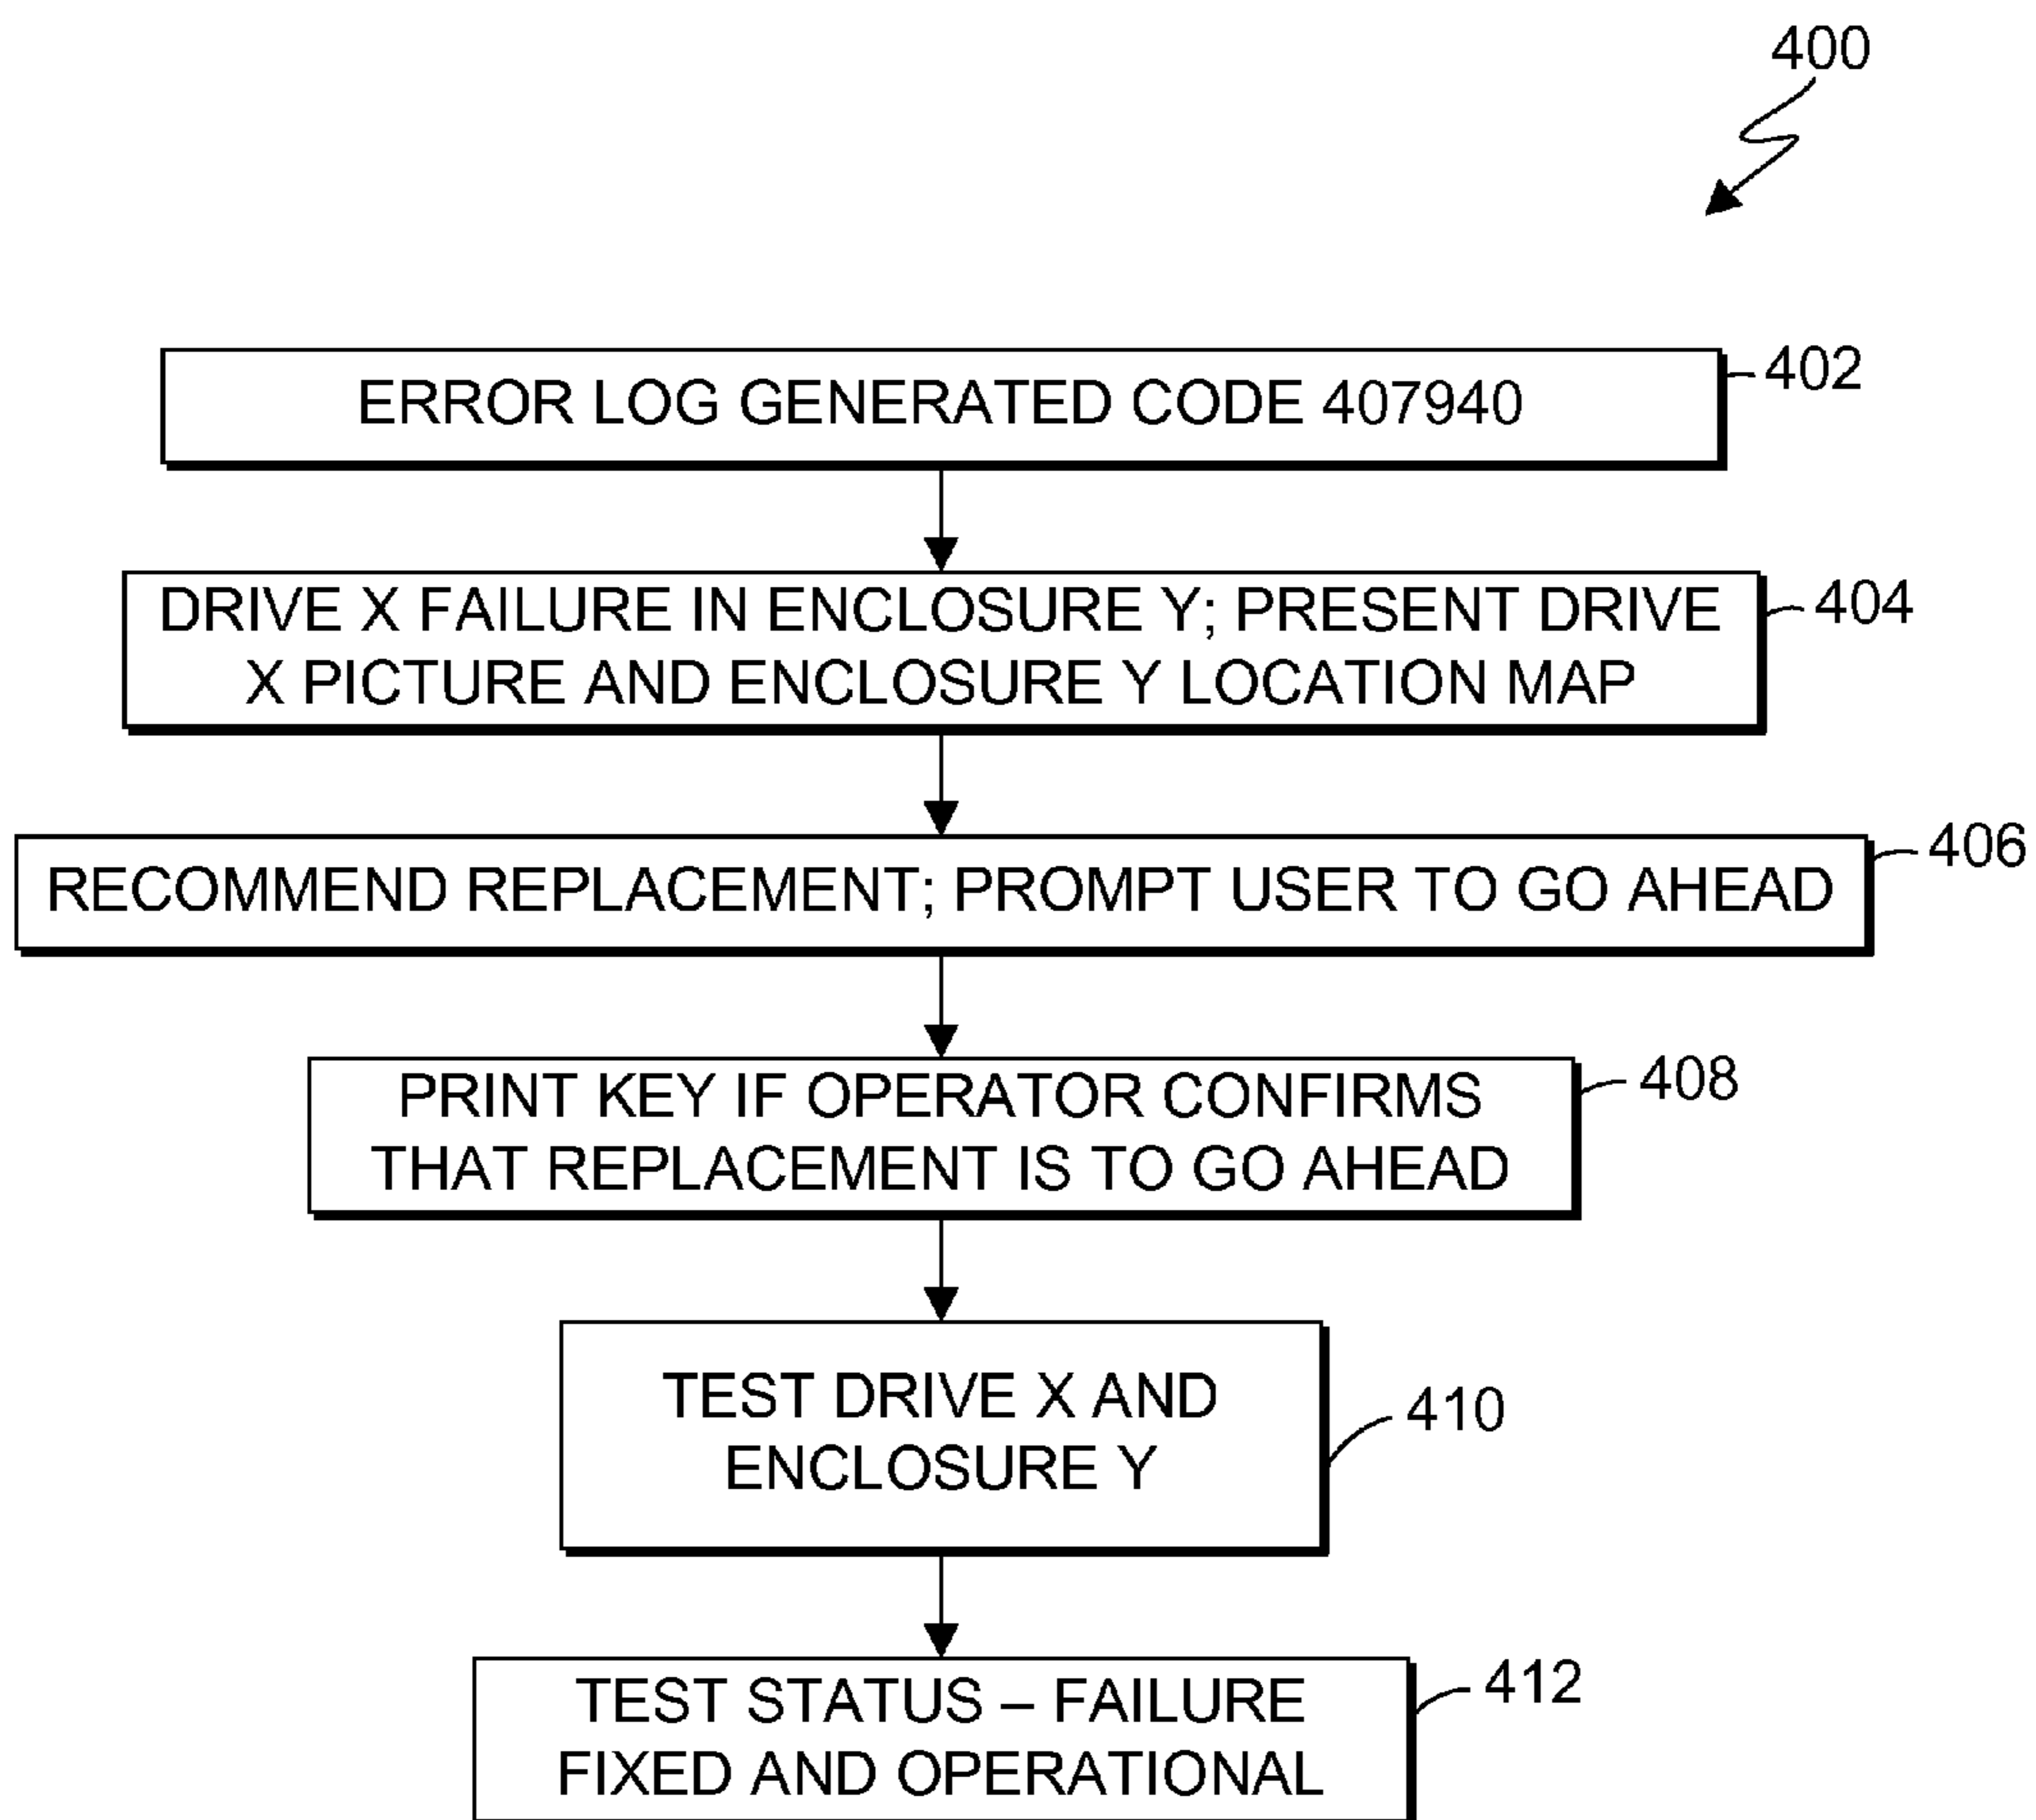 400
ERROR LOG GENERATED CODE 407940
402
DRIVE X FAILURE IN ENCLOSURE Y; PRESENT DRIVE
X PICTURE AND ENCLOSURE Y LOCATION MAP
404
RECOMMEND REPLACEMENT; PROMPT USER TO GO AHEAD
406
PRINT KEY IF OPERATOR CONFIRMS
THAT REPLACEMENT IS TO GO AHEAD
408
TEST DRIVE X AND
ENCLOSURE Y
410
TEST STATUS – FAILURE
FIXED AND OPERATIONAL
412